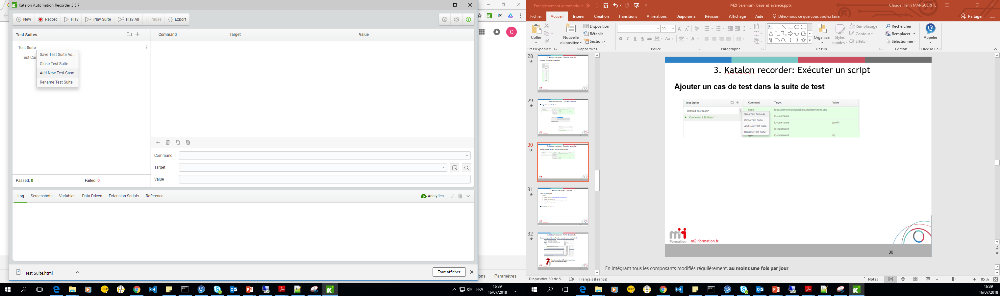 Katalon Automation Recorder 3.5.7
New
Record
Play
Play Suite
Play All
Pause
Export
Test Suites
Command
Target
Value
Test Suite
Test Cas
Save Test Suite As...
Close Test Suite
Add New Test Case
Rename Test Suite
Passed: 0
Failed: 0
Command
Target
Value
Log
Screenshots
Variables
Data Driven
Extension Scripts
Reference
Analytics
Test Suite.html
Tout afficher
Paramètres
C
FRA
16:39
16/07/2018
Enregistrement automatique
M2I_Selenium_base_et_avancé.pptx
Claude Henri MARGUERITE
Fichier
Accueil
Insérer
Création
Transitions
Animations
Diaporama
Révision
Affichage
Aide
Dites-nous ce que vous voulez faire
Partager
Coller
Presse-papiers
Nouvelle
diapositive
Disposition
Rétablir
Section
Diapositives
20
G I S S abc AV Aa
Police
Paragraphe
Organiser
Styles
rapides
Remplissage
Contour
Effets
Dessin
Rechercher
Remplacer
Sélectionner
Édition
Appeler
Click To Call
28
29
30
31
32
3. Katalon recorder: Exécuter un script
Ajouter un cas de test dans la suite de test
Test Suites
Command
Target
Value
Untitled Test Suite*
open
http://demo.testlogiciel.pro/dolibarr/index.php
Connexion à Dolibarr *
Save Test Suite As...
Close Test Suite
Add New Test Case
Rename Test Suite
id=username
id=username
jsmith
id=password
type
id=password
hp
m2i
Formation
m2i formation.fr
30
En intégrant tous les composants modifiés régulièrement, au moins une fois par jour
Diapositive 30 de 51
Français (France)
Notes
85 %
16:39
16/07/2018